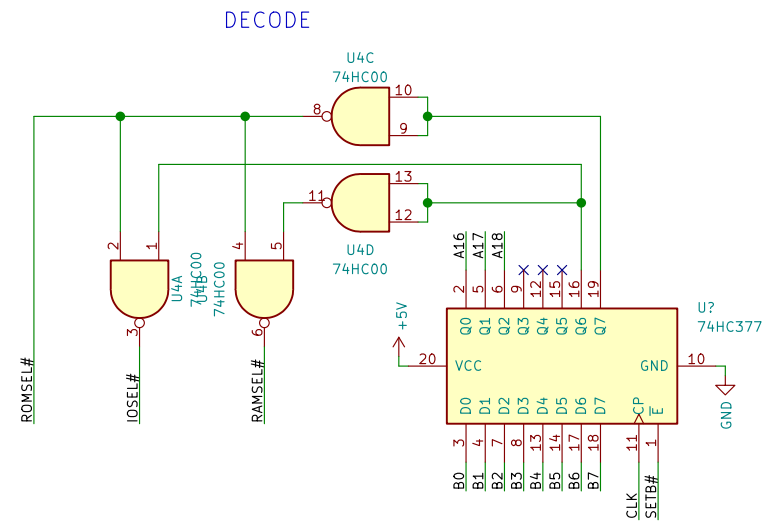 DECODE
U4C
74HC00
10
8
9
13
11
12
U4D
74HC00
2
1
4
5
U4A
74HC00
U4B
74HC00
3
6
ROMSEL#
IOSEL#
RAMSEL#
A16
A17
A18
2
5
6
9
12
15
16
19
U?
74HC377
Q0
Q1
Q2
Q3
Q4
Q5
Q6
Q7
+5V
20
VCC
GND
10
GND
D0
D1
D2
D3
D4
D5
D6
D7
CP
E
3
4
7
8
13
14
17
18
11
1
B0
B1
B2
B3
B4
B5
B6
B7
CLK
SETB#